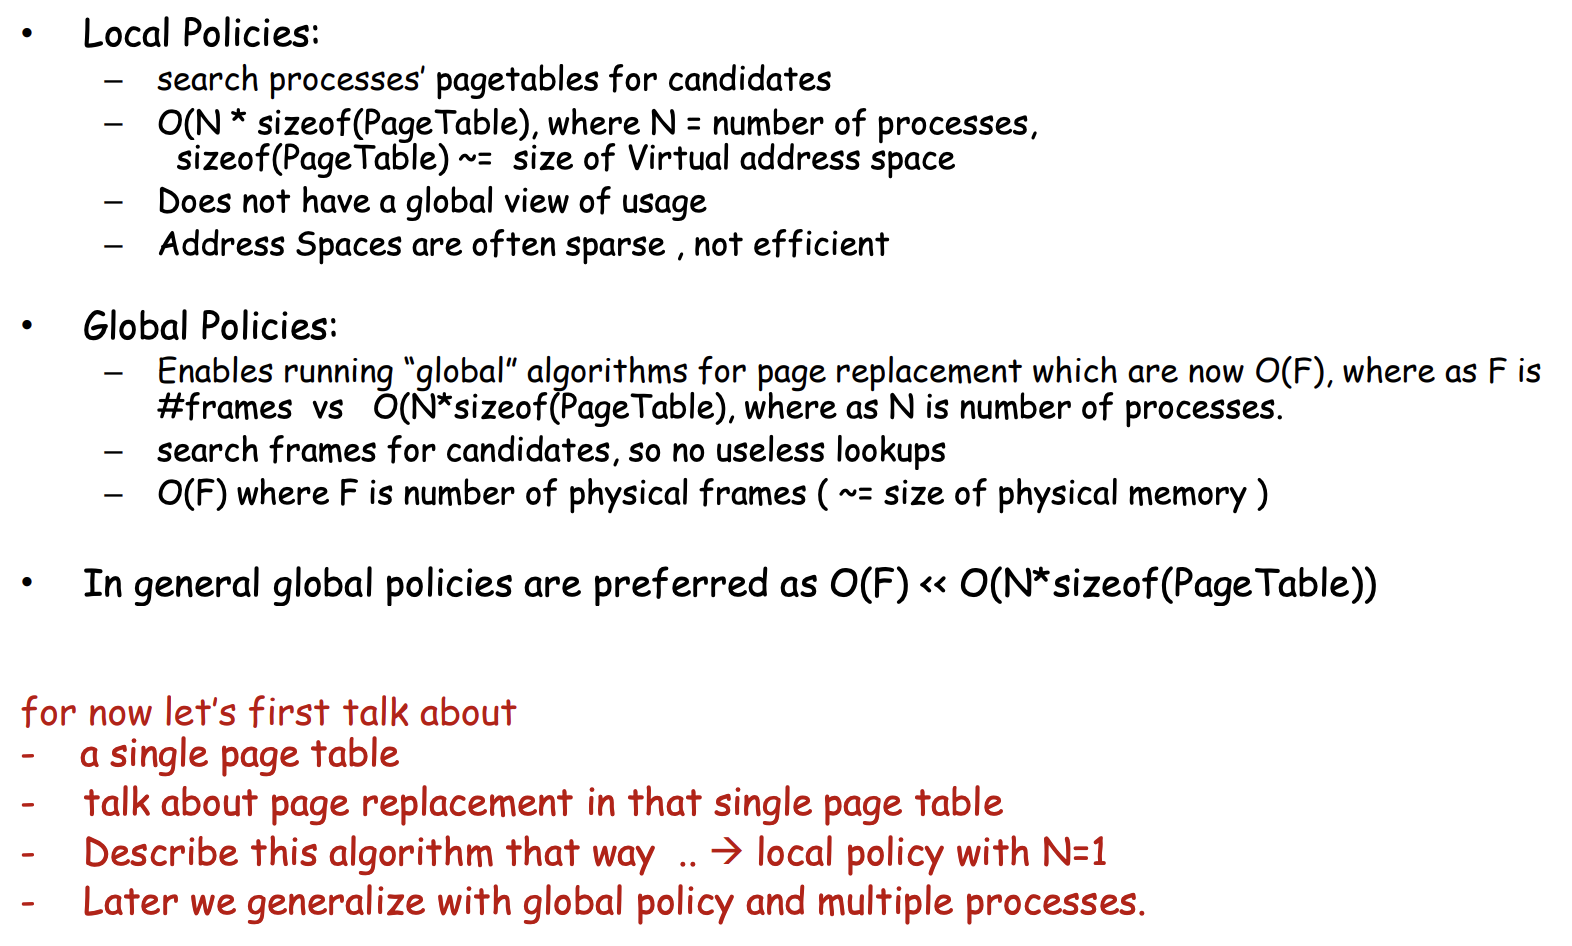 • Local Policies:
– search processes' pagetables for candidates
– O(N * sizeof(PageTable), where N = number of processes,
sizeof(PageTable) ~= size of Virtual address space
– Does not have a global view of usage
– Address Spaces are often sparse , not efficient
• Global Policies:
– Enables running “global” algorithms for page replacement which are now O(F), where as F is
#frames vs O(N*sizeof(PageTable), where as N is number of processes.
– search frames for candidates, so no useless lookups
– O(F) where F is number of physical frames ( ~= size of physical memory )
• In general global policies are preferred as O(F) << O(N*sizeof(PageTable))
for now let's first talk about
- a single page table
- talk about page replacement in that single page table
- Describe this algorithm that way .. → local policy with N=1
- Later we generalize with global policy and multiple processes.